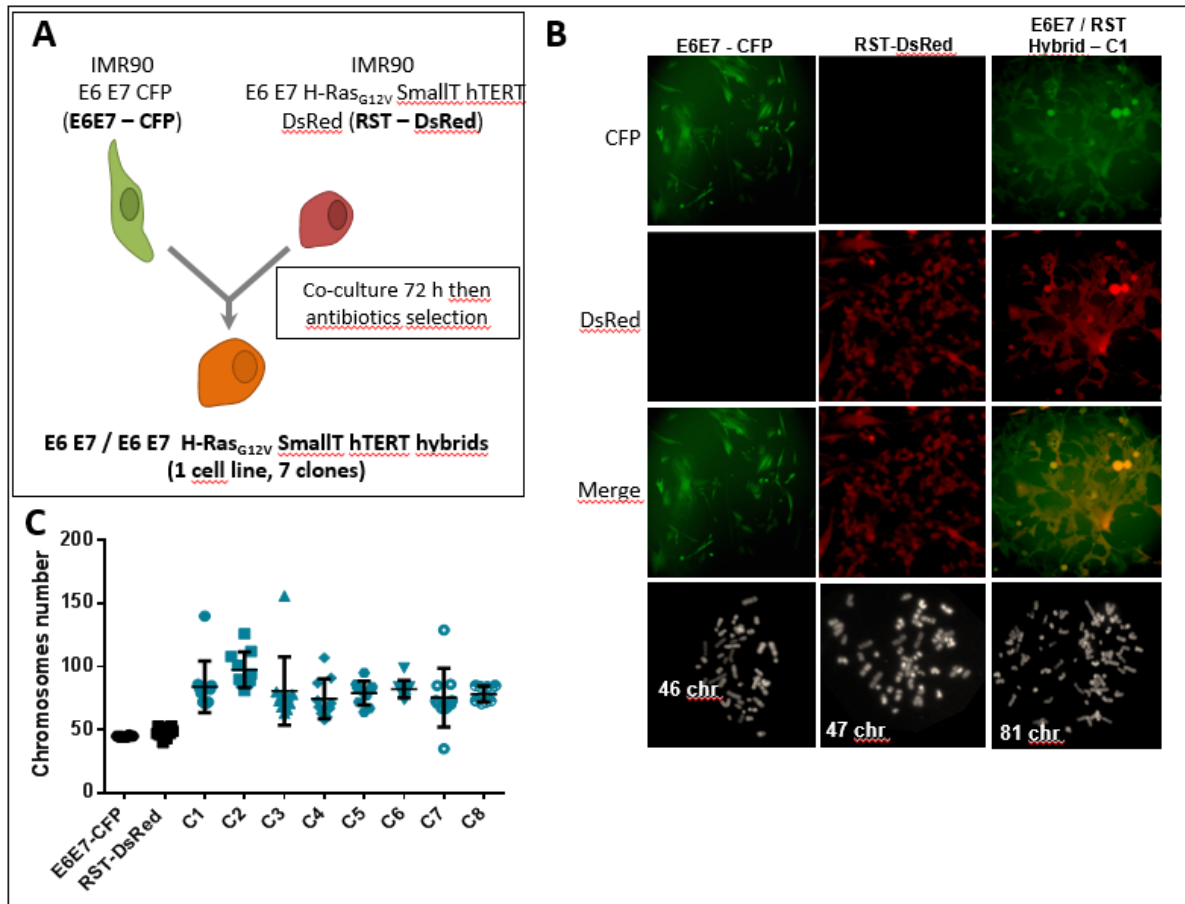 A
IMR90
E6 E7 CFP
(E6E7 – CFP)
IMR90
E6 E7 H-RasG12V SmallT hTERT
DsRed (RST – DsRed)
Co-culture 72 h then
antibiotics selection
E6 E7 / E6 E7 H-RasG12V SmallT hTERT hybrids
(1 cell line, 7 clones)
B
E6E7 - CFP
RST-DsRed
E6E7 / RST
Hybrid – C1
CFP
DsRed
Merge
46 chr
47 chr
81 chr
C
Chromosomes number
200
150
100
50
0
E6E7-CFP
RST-DsRed
C1
C2
C3
C4
C5
C6
C7
C8